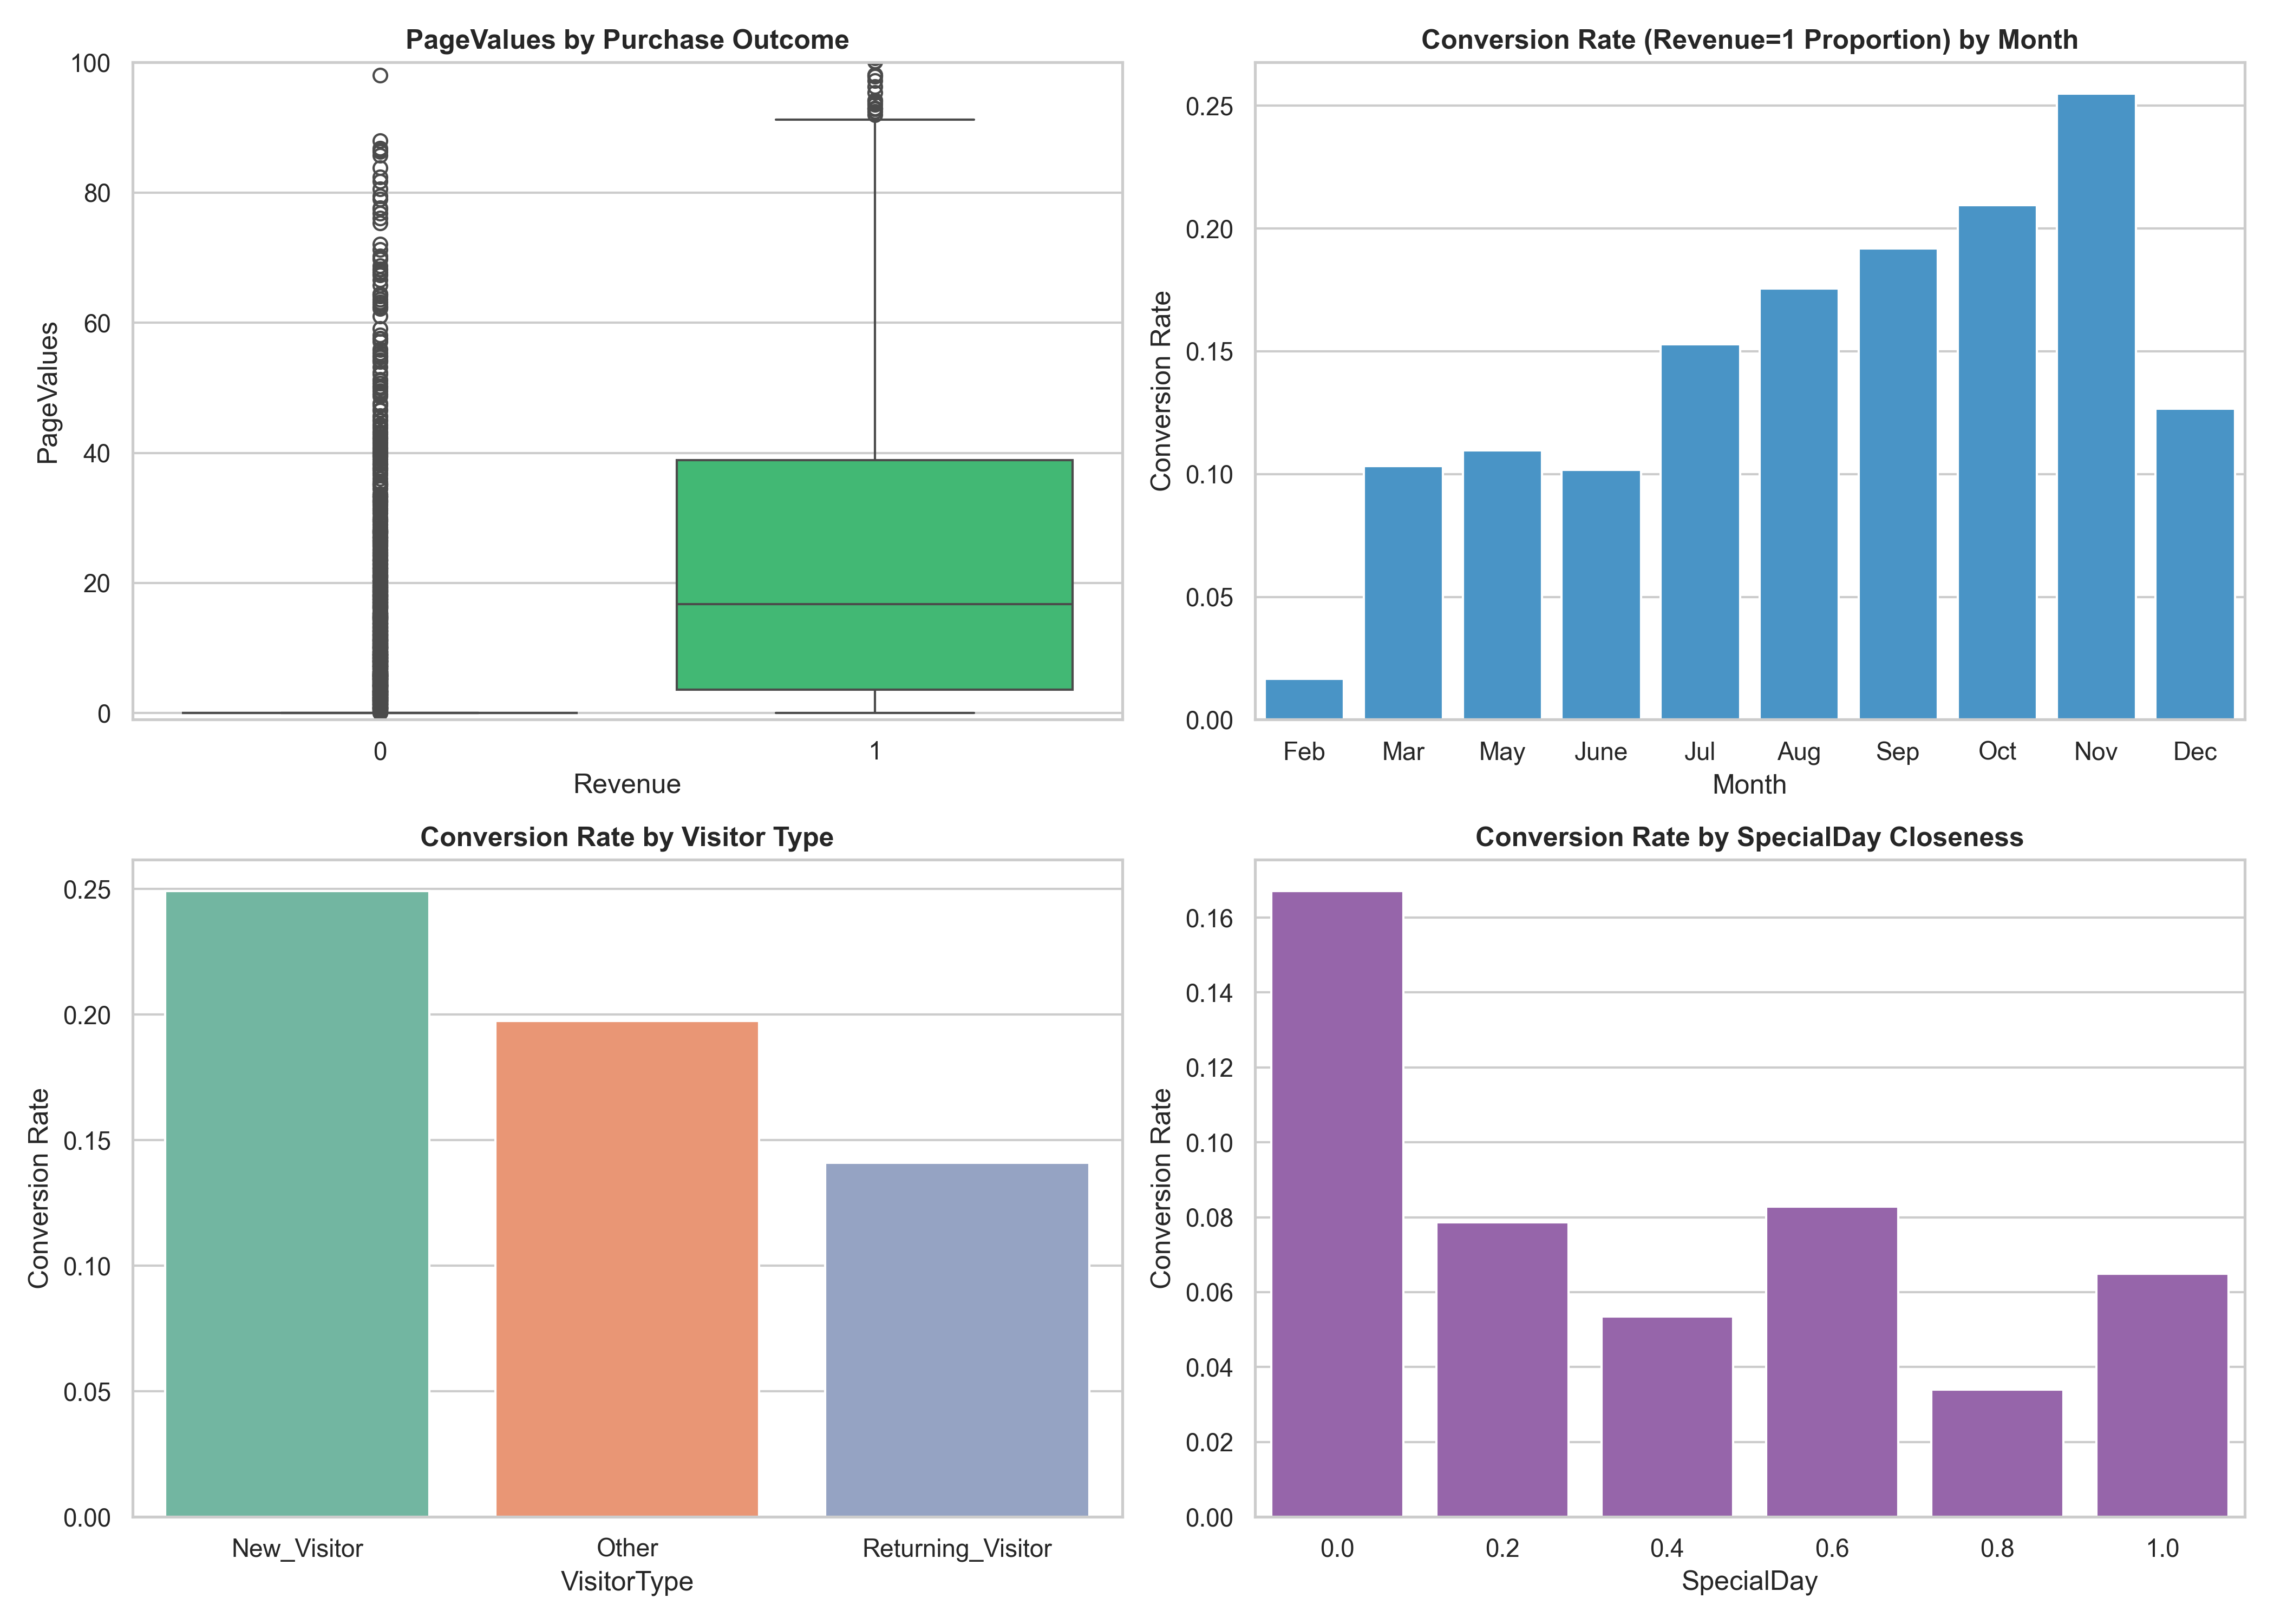 PageValues by Purchase Outcome
100
80
60
40
20
0
PageValues
0 1
Revenue
Conversion Rate (Revenue=1 Proportion) by Month
0.25
0.20
0.15
0.10
0.05
0.00
Conversion Rate
Feb Mar May June Jul Aug Sep Oct Nov Dec
Month
Conversion Rate by Visitor Type
0.25
0.20
0.15
0.10
0.05
0.00
Conversion Rate
New_Visitor Other Returning_Visitor
VisitorType
Conversion Rate by SpecialDay Closeness
0.16
0.14
0.12
0.10
0.08
0.06
0.04
0.02
0.00
Conversion Rate
0.0 0.2 0.4 0.6 0.8 1.0
SpecialDay